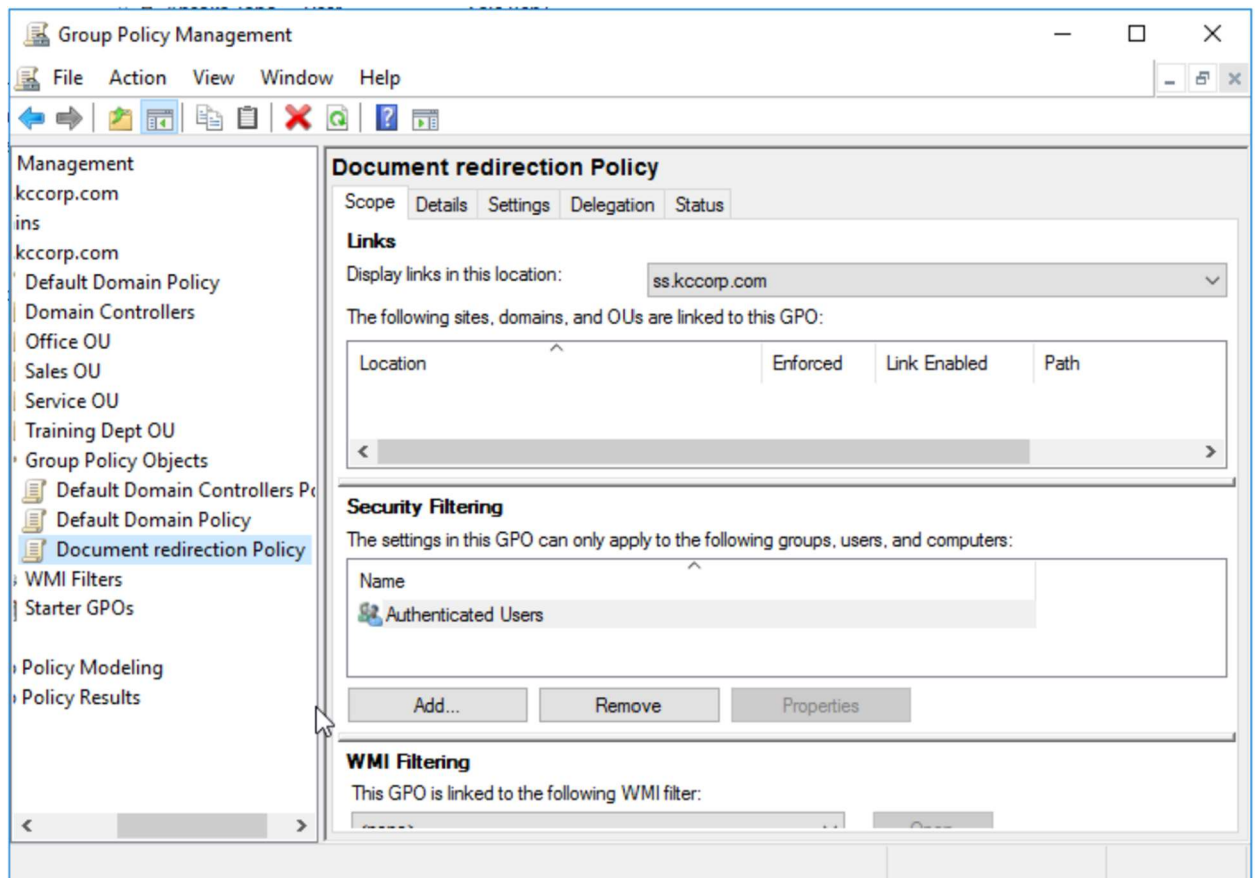 Group Policy Management
File Action View Window Help
Management
kccorp.com
ins
kccorp.com
Default Domain Policy
Domain Controllers
Office OU
Sales OU
Service OU
Training Dept OU
Group Policy Objects
Default Domain Controllers Po
Default Domain Policy
Document redirection Policy
WMI Filters
Starter GPOs
Policy Modeling
Policy Results
Document redirection Policy
Scope Details Settings Delegation Status
Links
Display links in this location: ss.kccorp.com
The following sites, domains, and OUs are linked to this GPO:
Location Enforced Link Enabled Path
Security Filtering
The settings in this GPO can only apply to the following groups, users, and computers:
Name
Authenticated Users
Add... Remove Properties
WMI Filtering
This GPO is linked to the following WMI filter: